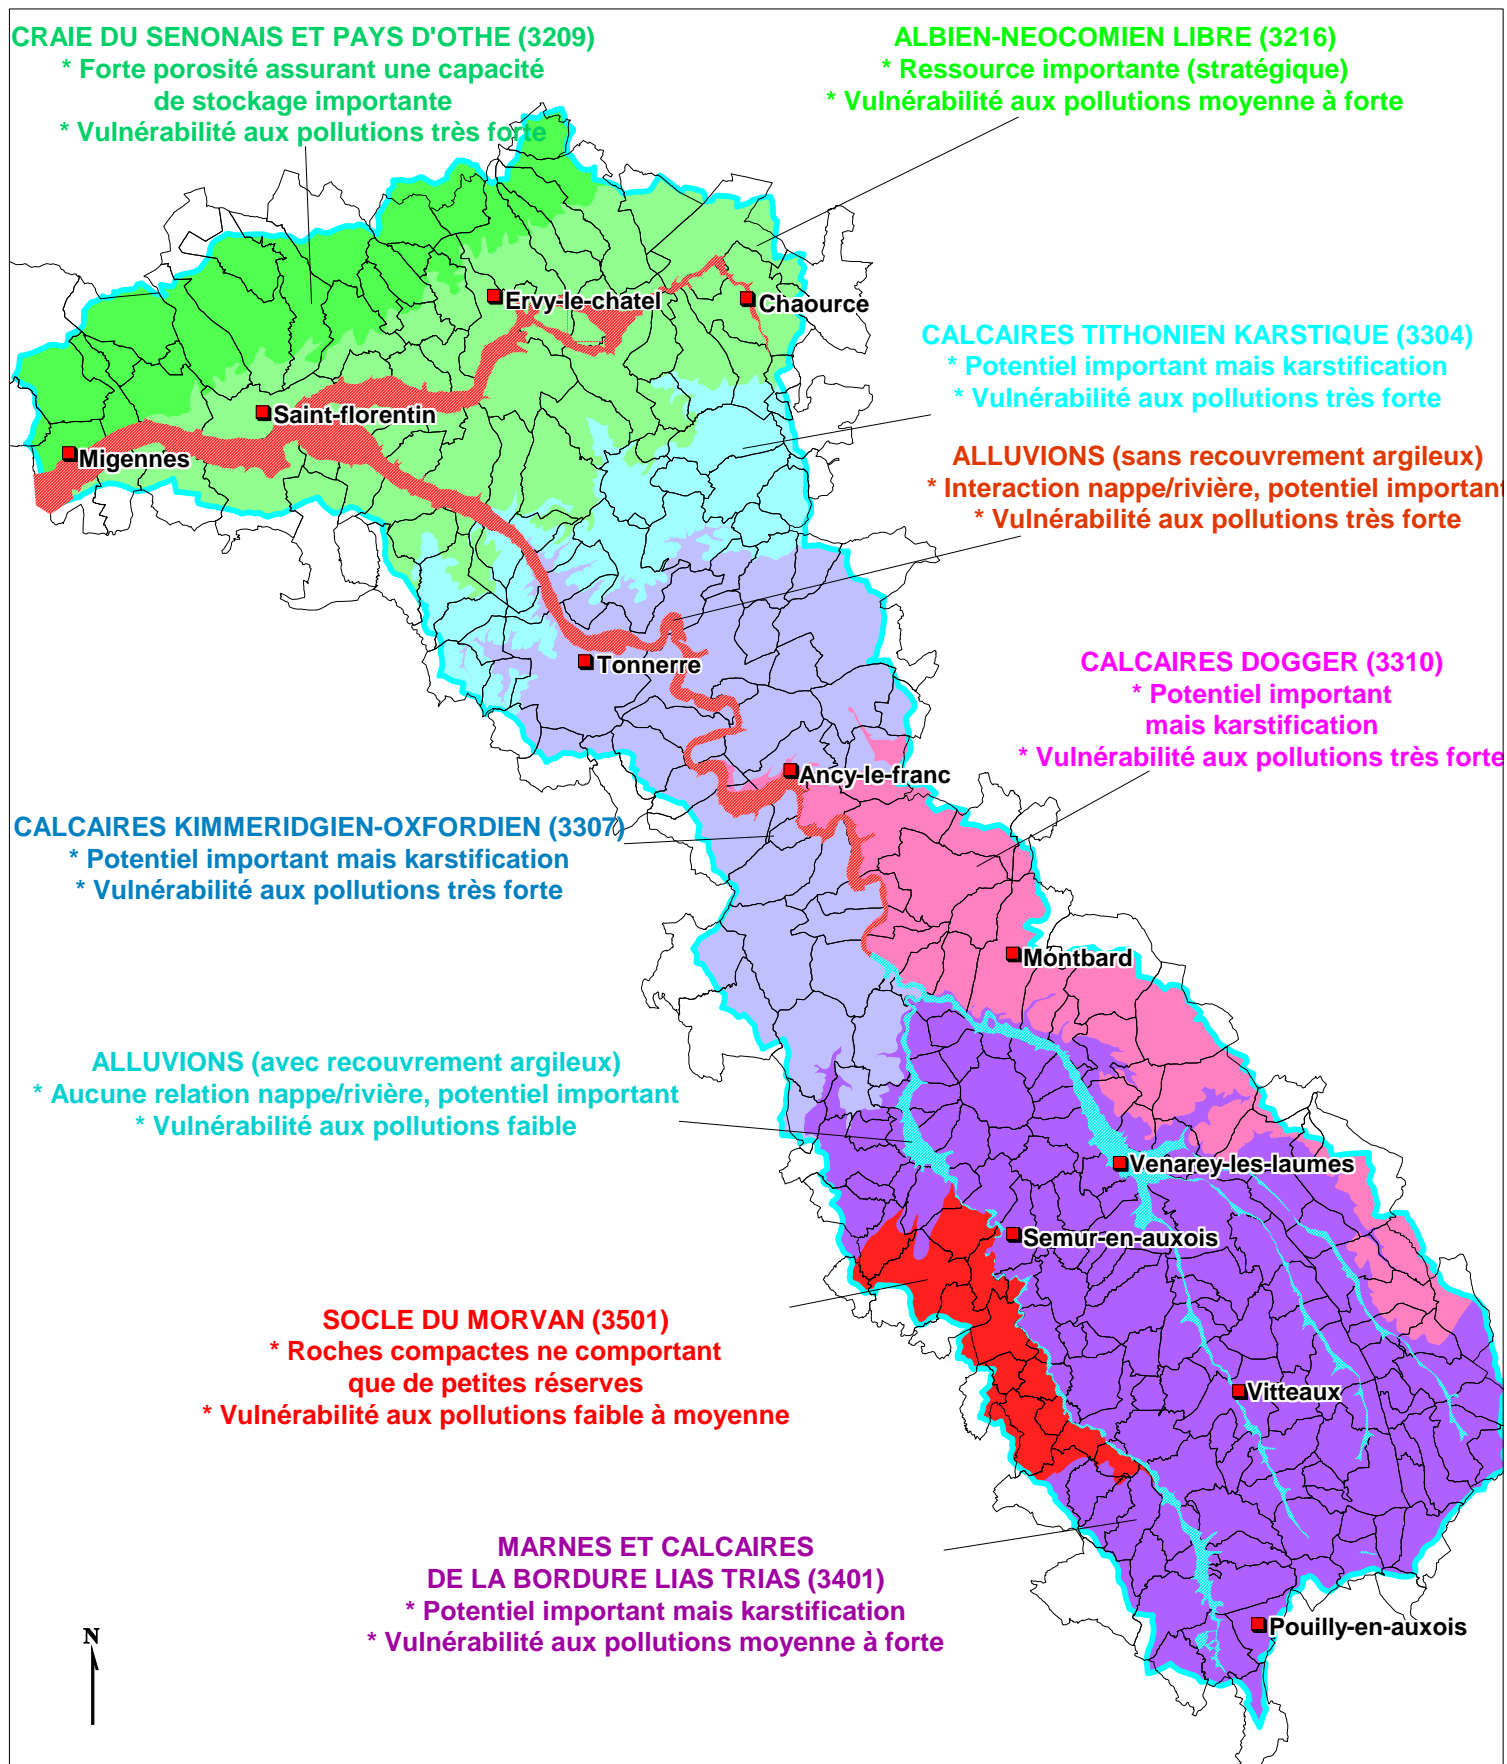 CRAIE DU SENONAIS ET PAYS D'OTHE (3209)
* Forte porosité assurant une capacité
de stockage importante
* Vulnérabilité aux pollutions très forte
ALBIEN-NEOCOMIEN LIBRE (3216)
* Ressource importante (stratégique)
* Vulnérabilité aux pollutions moyenne à forte
Ervy-le-chatel
Chaource
CALCAIRES TITHONIEN KARSTIQUE (3304)
* Potentiel important mais karstification
* Vulnérabilité aux pollutions très forte
Saint-florentin
Migennes
ALLUVIONS (sans recouvrement argileux)
* Interaction nappe/rivière, potentiel important
* Vulnérabilité aux pollutions très forte
Tonnerre
CALCAIRES DOGGER (3310)
* Potentiel important
mais karstification
* Vulnérabilité aux pollutions très forte
Ancy-le-franc
CALCAIRES KIMMERIDGIEN-OXFORDIEN (3307)
* Potentiel important mais karstification
* Vulnérabilité aux pollutions très forte
Montbard
ALLUVIONS (avec recouvrement argileux)
* Aucune relation nappe/rivière, potentiel important
* Vulnérabilité aux pollutions faible
Venarey-les-laumes
Semur-en-auxois
SOCLE DU MORVAN (3501)
* Roches compactes ne comportant
que de petites réserves
* Vulnérabilité aux pollutions faible à moyenne
Vitteaux
MARNES ET CALCAIRES
DE LA BORDURE LIAS TRIAS (3401)
* Potentiel important mais karstification
* Vulnérabilité aux pollutions moyenne à forte
Pouilly-en-auxois
N